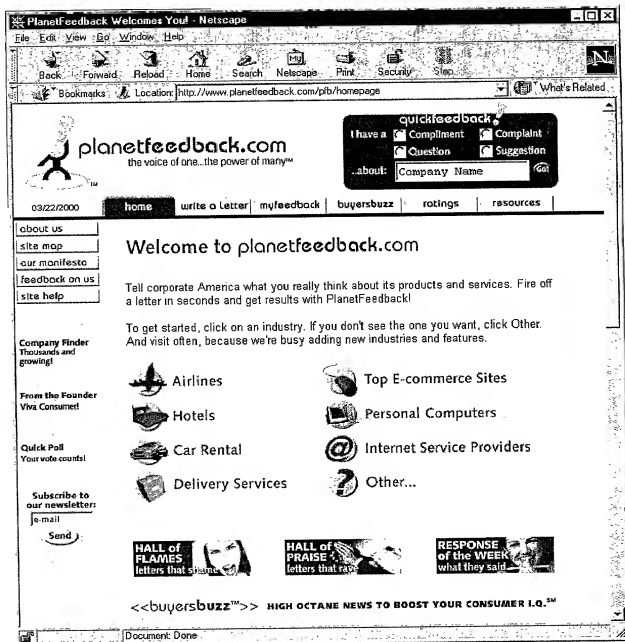 PlanetFeedback Welcomes You! - Netscape
File Edit View Go Window Help
Back Forward Reload Home Search Netscape Print Security Stop
Bookmarks Location: http://www.planetfeedback.com/pfb/homepage What's Related
planetfeedback.com
the voice of one...the power of many™
quickfeedback
I have a Compliment Complaint
Question Suggestion
..about: Company Name Go!
TM
03/22/2000 home write a letter myfeedback buyersbuzz ratings resources
about us
site map
our manifesto
feedback on us
site help
Welcome to planetfeedback.com
Tell corporate America what you really think about its products and services. Fire off
a letter in seconds and get results with PlanetFeedback!
To get started, click on an industry. If you don't see the one you want, click Other.
And visit often, because we're busy adding new industries and features.
Company Finder
Thousands and
growing!
From the Founder
Viva Consumer!
Quick Poll
Your vote counts!
Subscribe to
our newsletter:
e-mail
Send
Airlines
Top E-commerce Sites
Hotels
Personal Computers
Car Rental
Internet Service Providers
Delivery Services
Other...
HALL of
FLAMES
letters that shame
HALL of
PRAISE
letters that rave
RESPONSE
of the WEEK
what they said
<<buyersbuzz™>> HIGH OCTANE NEWS TO BOOST YOUR CONSUMER I.Q.℠
Document: Done